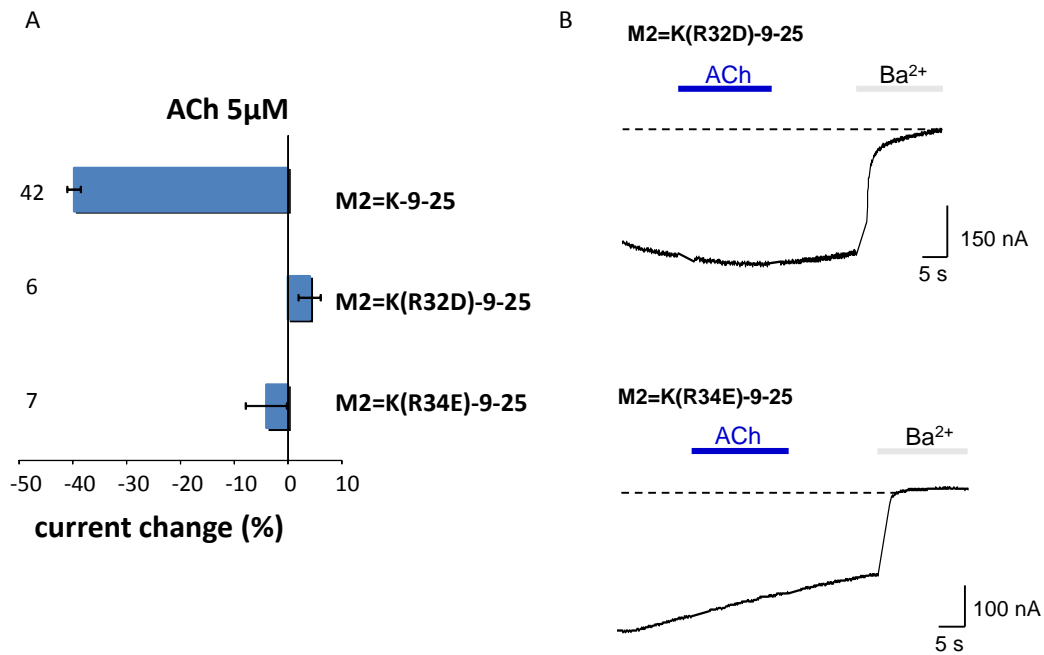 A
ACh 5µM
42
M2=K-9-25
6
M2=K(R32D)-9-25
7
M2=K(R34E)-9-25
-50 -40 -30 -20 -10 0 10
current change (%)
B
M2=K(R32D)-9-25
ACh Ba²⁺
150 nA
5 s
M2=K(R34E)-9-25
ACh Ba²⁺
100 nA
5 s